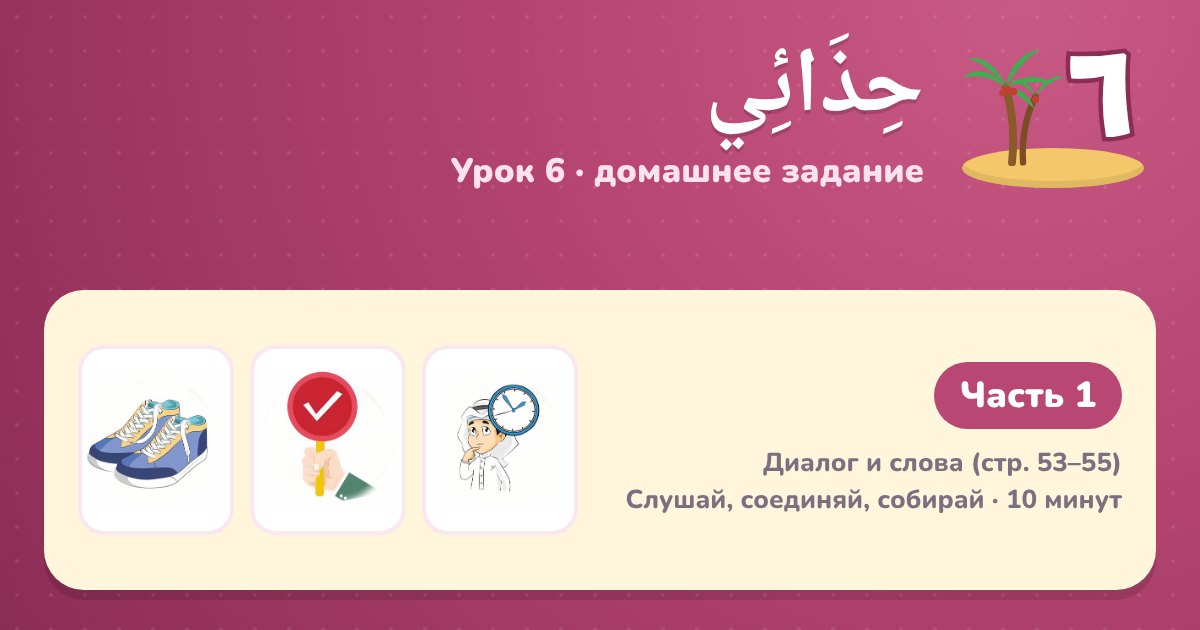 حِذَائِي
٦
Урок 6 · домашнее задание
Часть 1
Диалог и слова (стр. 53–55)
Слушай, соединяй, собирай · 10 минут